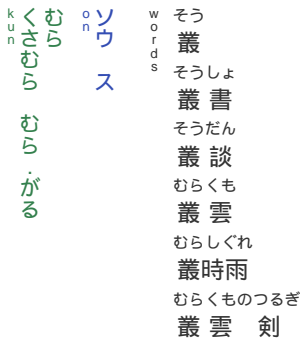 kun
くさむら　むら.がる
むら
on
ソウ　ス
words
そう
叢
そうしょ
叢書
そうだん
叢談
むらくも
叢雲
むらしぐれ
叢時雨
むらくものつるぎ
叢雲　剣